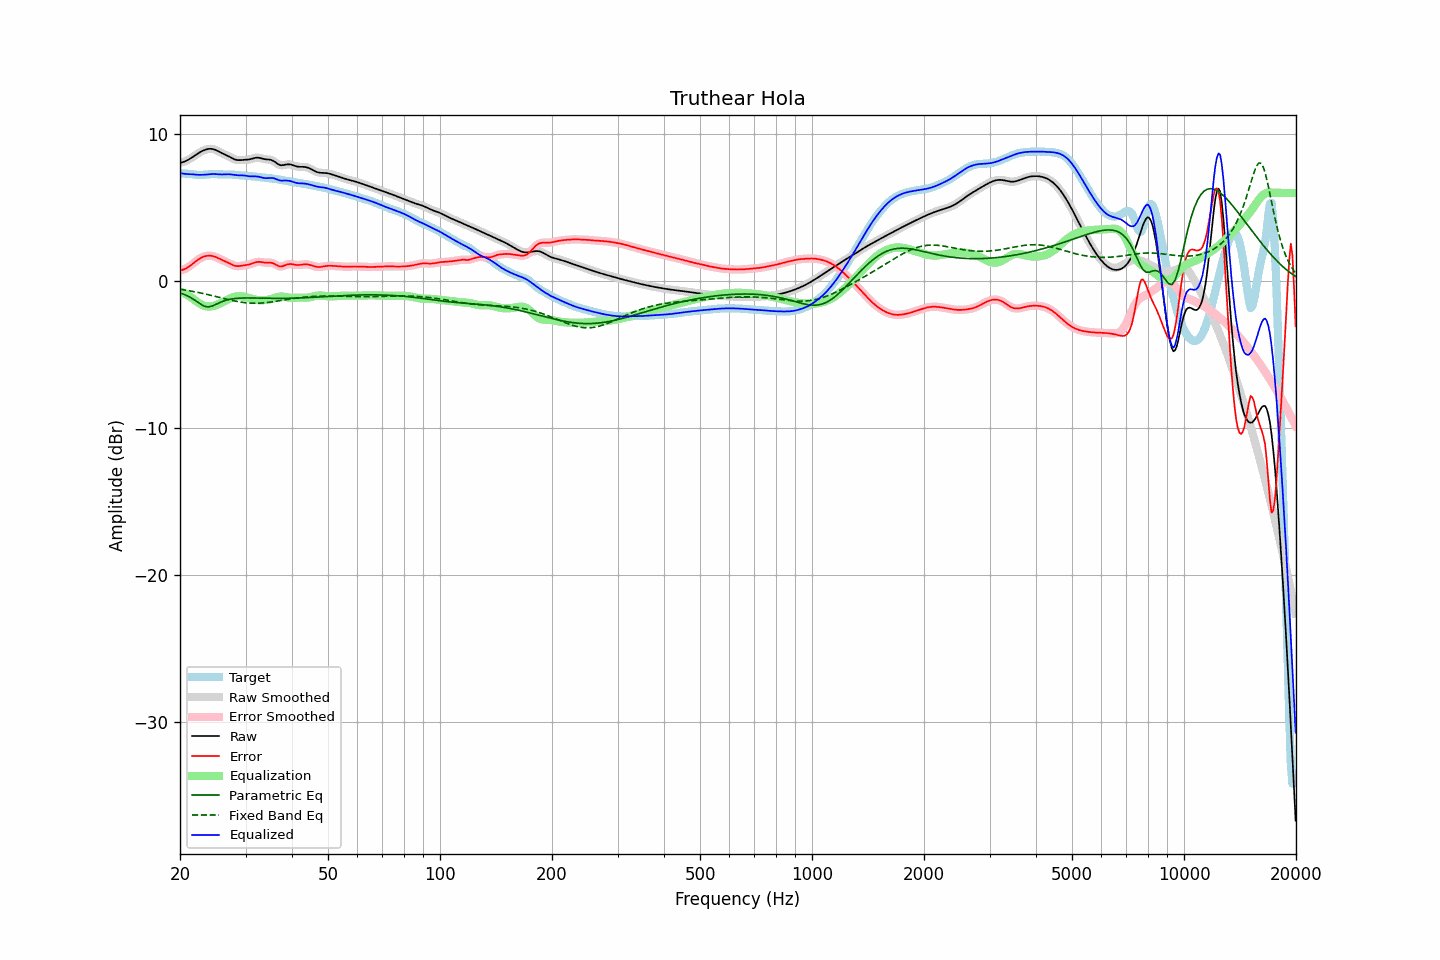 Truthear Hola
Amplitude (dBr)
10
0
−10
−20
−30
Target
Raw Smoothed
Error Smoothed
Raw
Error
Equalization
Parametric Eq
Fixed Band Eq
Equalized
20 50 100 200 500 1000 2000 5000 10000 20000
Frequency (Hz)